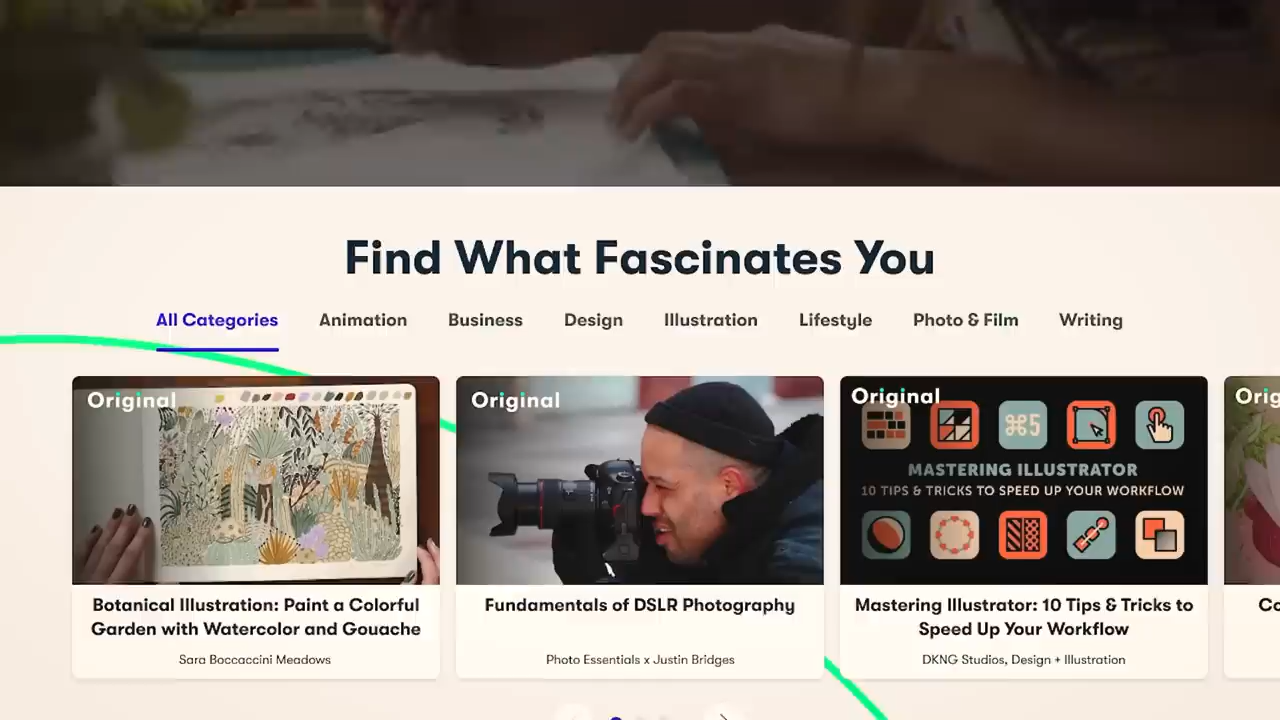 Find What Fascinates You
All Categories Animation Business Design Illustration Lifestyle Photo & Film Writing
Original
Botanical Illustration: Paint a Colorful
Garden with Watercolor and Gouache
Sara Boccaccini Meadows
Original
Fundamentals of DSLR Photography
Photo Essentials x Justin Bridges
Original
⌘5
MASTERING ILLUSTRATOR
10 TIPS & TRICKS TO SPEED UP YOUR WORKFLOW
Mastering Illustrator: 10 Tips & Tricks to
Speed Up Your Workflow
DKNG Studios, Design + Illustration
Orig
Co